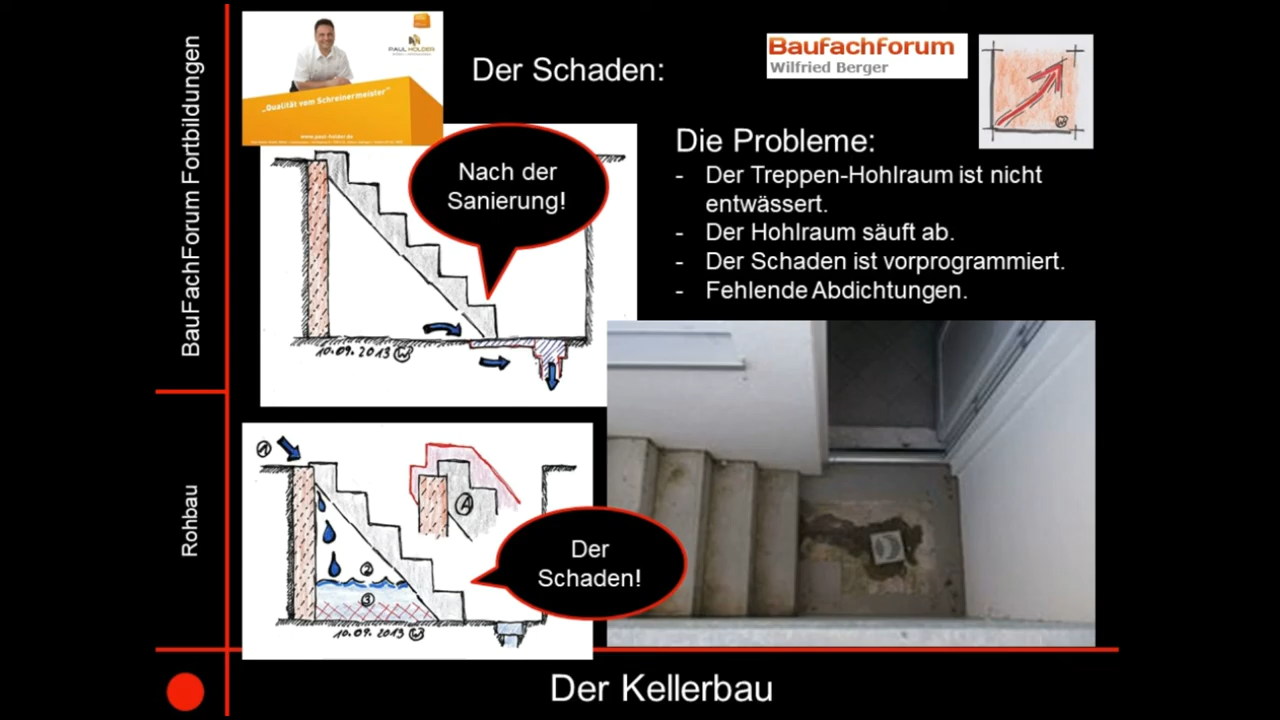 BauFachForum Fortbildungen
Rohbau
PAUL HOLDER
„Qualität vom Schreinermeister"
www.paul-holder.de
Der Schaden:
Baufachforum
Wilfried Berger
Nach der
Sanierung!
Die Probleme:
- Der Treppen-Hohlraum ist nicht
entwässert.
- Der Hohlraum säuft ab.
- Der Schaden ist vorprogrammiert.
- Fehlende Abdichtungen.
10.09.2013
1
A
2
3
Der
Schaden!
10.09.2013
Der Kellerbau